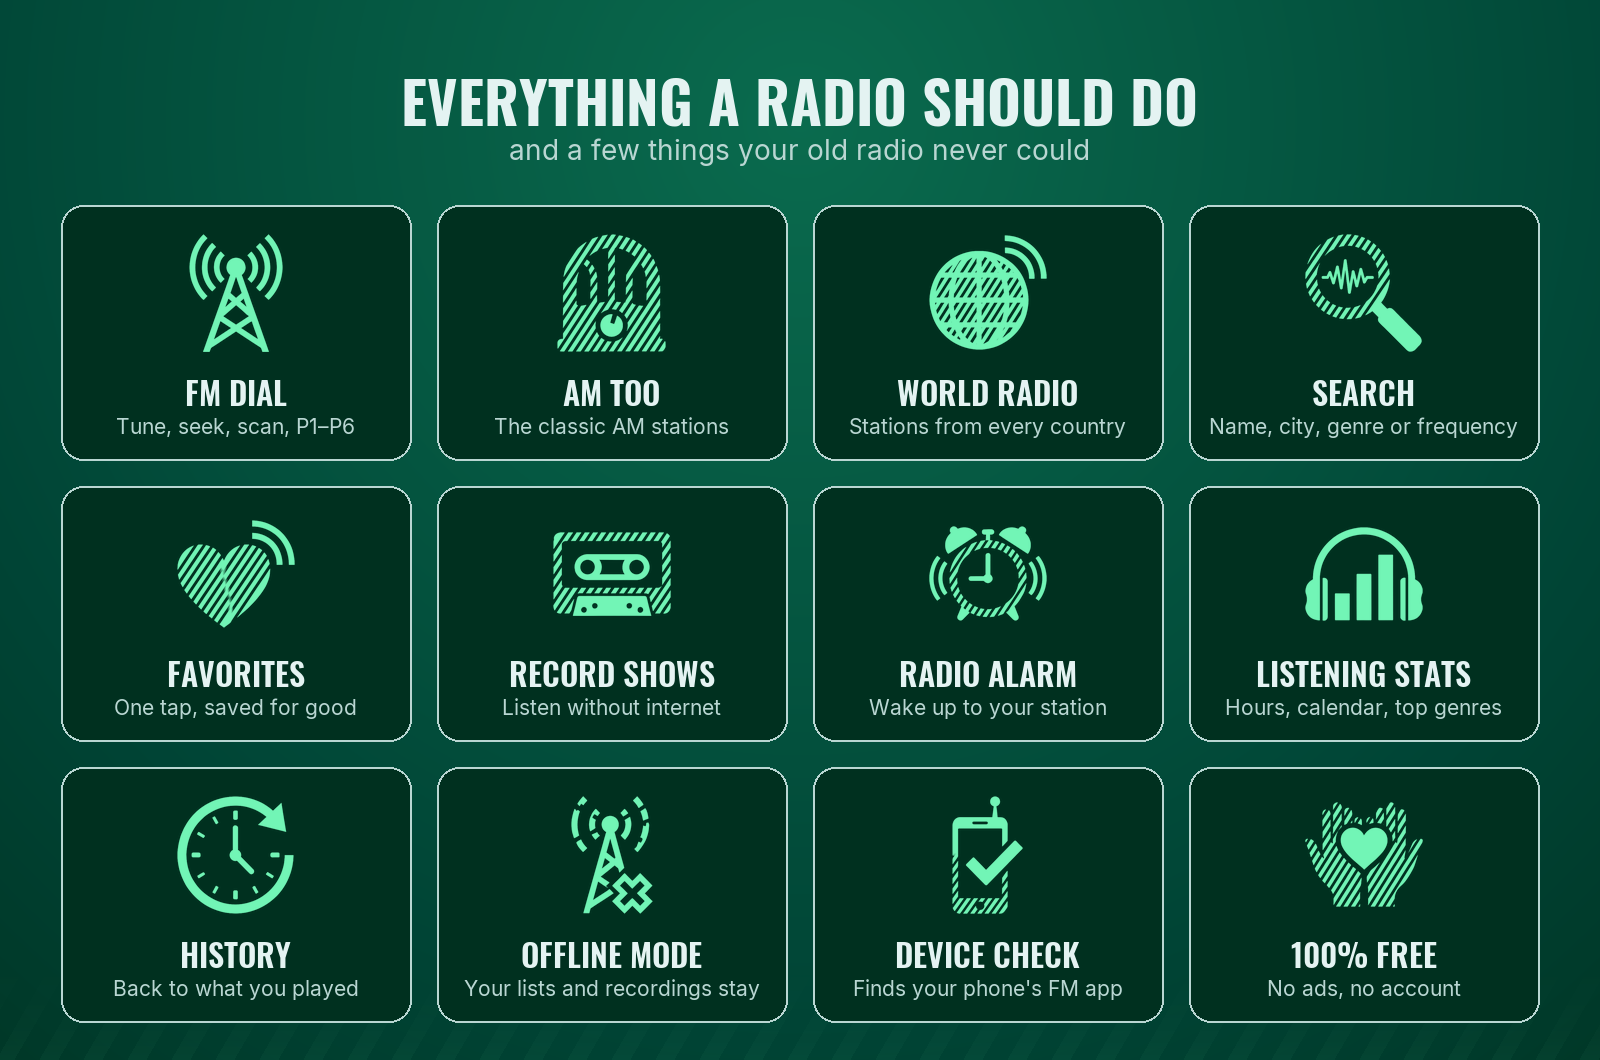 EVERYTHING A RADIO SHOULD DO
and a few things your old radio never could
FM DIAL
Tune, seek, scan, P1–P6
AM TOO
The classic AM stations
WORLD RADIO
Stations from every country
SEARCH
Name, city, genre or frequency
FAVORITES
One tap, saved for good
RECORD SHOWS
Listen without internet
RADIO ALARM
Wake up to your station
LISTENING STATS
Hours, calendar, top genres
HISTORY
Back to what you played
OFFLINE MODE
Your lists and recordings stay
DEVICE CHECK
Finds your phone's FM app
100% FREE
No ads, no account